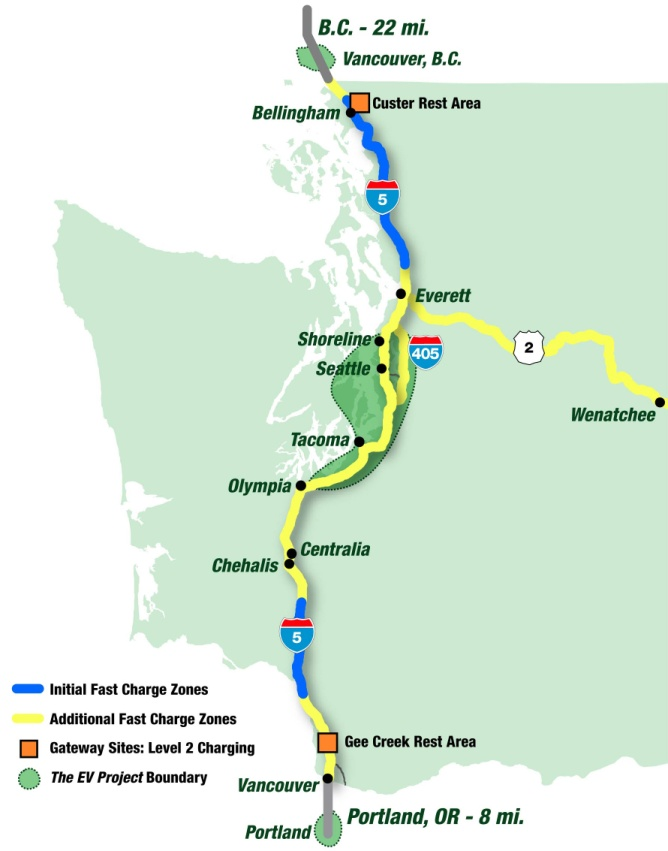 B.C. - 22 mi.
Vancouver, B.C.
Custer Rest Area
Bellingham
5
Everett
Shoreline
405
2
Seattle
Wenatchee
Tacoma
Olympia
Centralia
Chehalis
5
Initial Fast Charge Zones
Additional Fast Charge Zones
Gateway Sites: Level 2 Charging
Gee Creek Rest Area
The EV Project Boundary
Vancouver
Portland, OR - 8 mi.
Portland